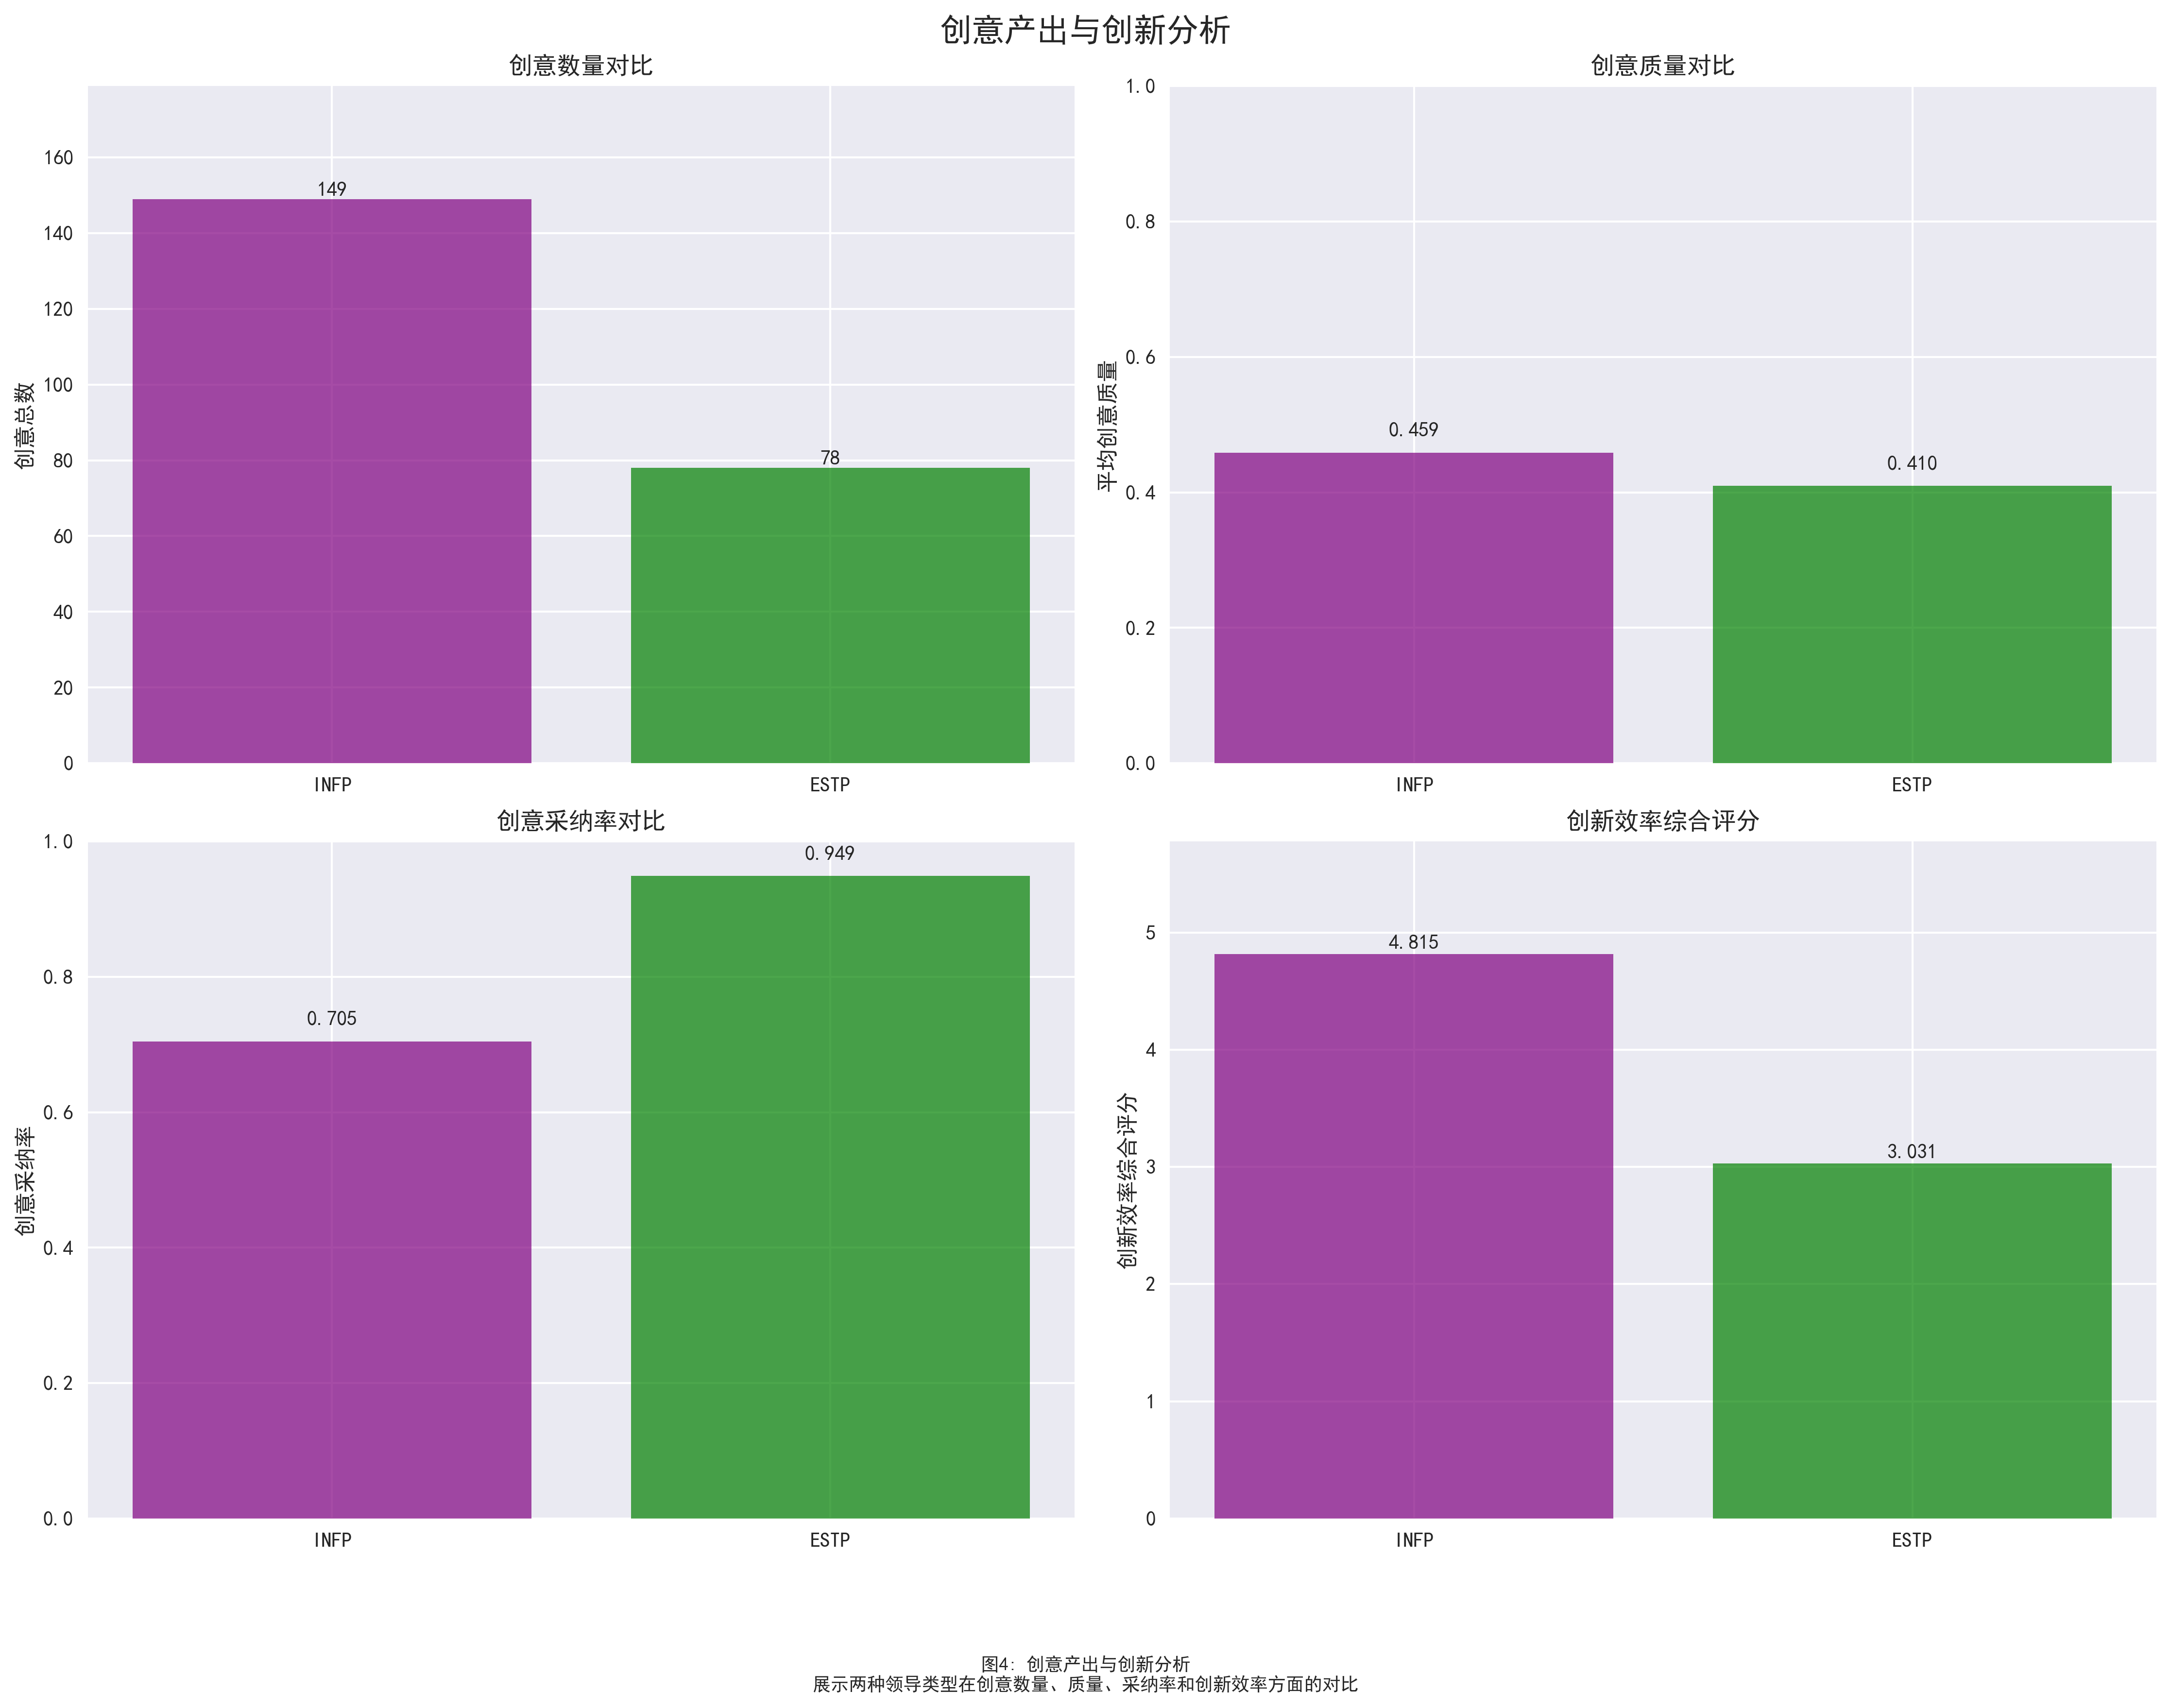 创意产出与创新分析
创意数量对比
创意总数
160
140
120
100
80
60
40
20
0
149
78
INFP
ESTP
创意质量对比
平均创意质量
1.0
0.8
0.6
0.4
0.2
0.0
0.459
0.410
INFP
ESTP
创意采纳率对比
创意采纳率
1.0
0.8
0.6
0.4
0.2
0.0
0.705
0.949
INFP
ESTP
创新效率综合评分
创新效率综合评分
5
4
3
2
1
0
4.815
3.031
INFP
ESTP
图4: 创意产出与创新分析
展示两种领导类型在创意数量、质量、采纳率和创新效率方面的对比